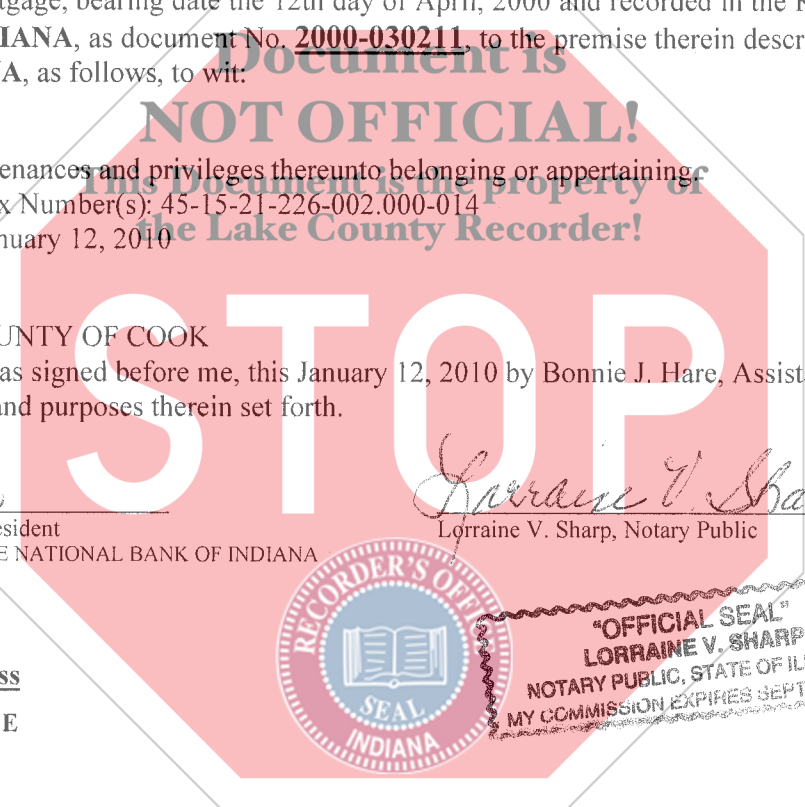 tgage, bearing date the 12th day of April, 2000 and recorded in the R
IANA, as document No. 2000-030211, to the premise therein descr
A, as follows, to wit:
Document is
NOT OFFICIAL!
enances and privileges thereunto belonging or appertaining.
This Document is the property of
x Number(s): 45-15-21-226-002.000-014
the Lake County Recorder!
nuary 12, 2010
STOP
UNTY OF COOK
as signed before me, this January 12, 2010 by Bonnie J. Hare, Assist
and purposes therein set forth.
Lorraine V. Sha
esident
Lorraine V. Sharp, Notary Public
E NATIONAL BANK OF INDIANA
RECORDER'S OFFICE
SEAL
INDIANA
"OFFICIAL SEAL"
LORRAINE V. SHARP
NOTARY PUBLIC, STATE OF IL
MY COMMISSION EXPIRES SEPT
ss
E